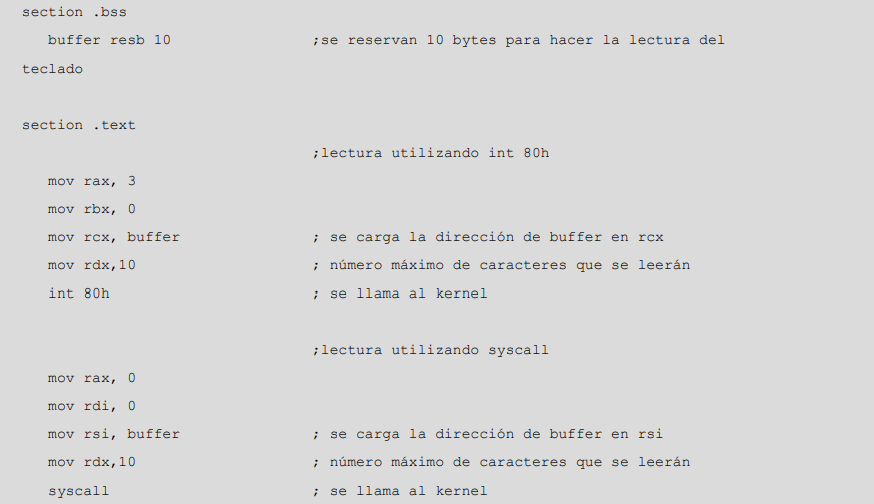 section .bss
buffer resb 10 ;se reservan 10 bytes para hacer la lectura del
teclado
section .text
;lectura utilizando int 80h
mov rax, 3
mov rbx, 0
mov rcx, buffer ; se carga la dirección de buffer en rcx
mov rdx,10 ; número máximo de caracteres que se leerán
int 80h ; se llama al kernel
;lectura utilizando syscall
mov rax, 0
mov rdi, 0
mov rsi, buffer ; se carga la dirección de buffer en rsi
mov rdx,10 ; número máximo de caracteres que se leerán
syscall ; se llama al kernel